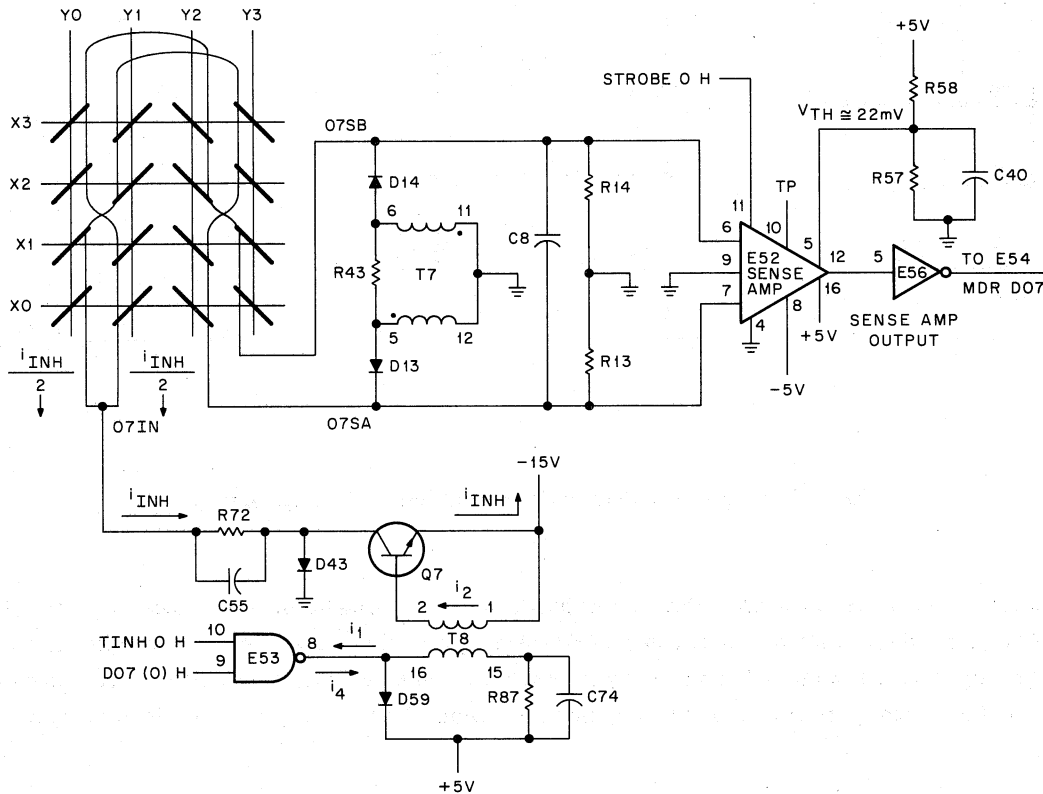 Y0 Y1 Y2 Y3
+5V
R58
STROBE 0 H
VTH ≅ 22mV
X3
07SB
D14
R14
R57
C40
TP
11
10
X2
6
11
C8
6
5
12
5
X1
R43
T7
9
E52
SENSE
AMP
E56
TO E54
MDR D07
7
16
8
X0
5
12
4
+5V
SENSE AMP
OUTPUT
D13
R13
iINH
2
iINH
2
-5V
07IN
07SA
-15V
iINH
iINH
R72
D43
Q7
C55
i2
2
1
TINH 0 H
10
i1
T8
E53
8
D07 (0) H
9
16
15
i4
D59
R87
C74
+5V